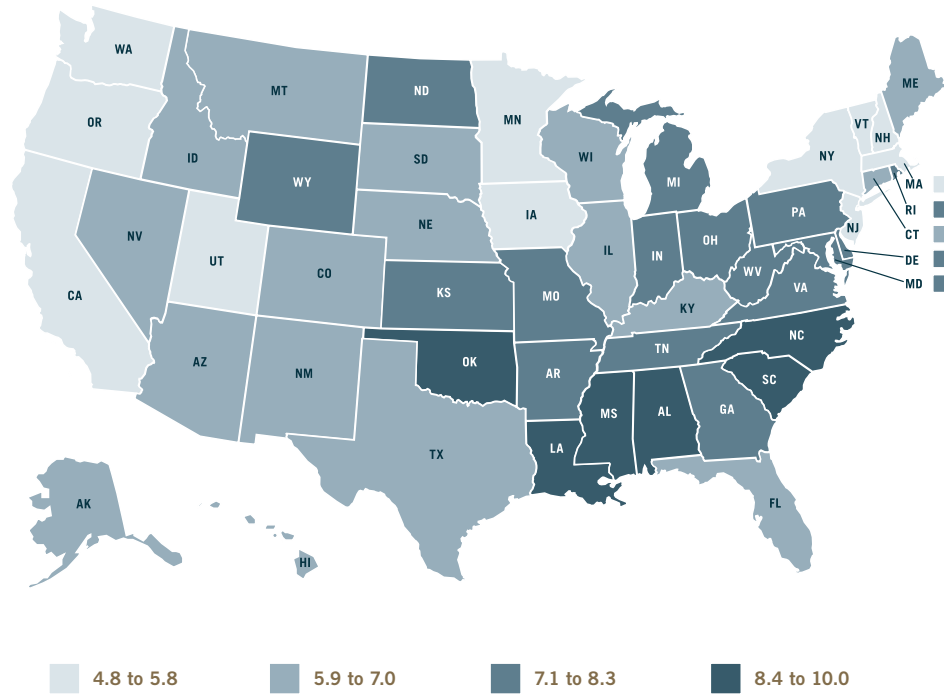 WA
ME
MT
ND
MN
OR
VT
NH
ID
SD
WI
NY
WY
MI
MA
RI
PA
NE
IA
NJ
NV
CT
OH
UT
IL
IN
DE
CO
WV
MD
CA
KS
MO
VA
KY
NC
TN
AZ
OK
NM
AR
SC
MS
AL
GA
TX
LA
AK
FL
HI
4.8 to 5.8
5.9 to 7.0
7.1 to 8.3
8.4 to 10.0